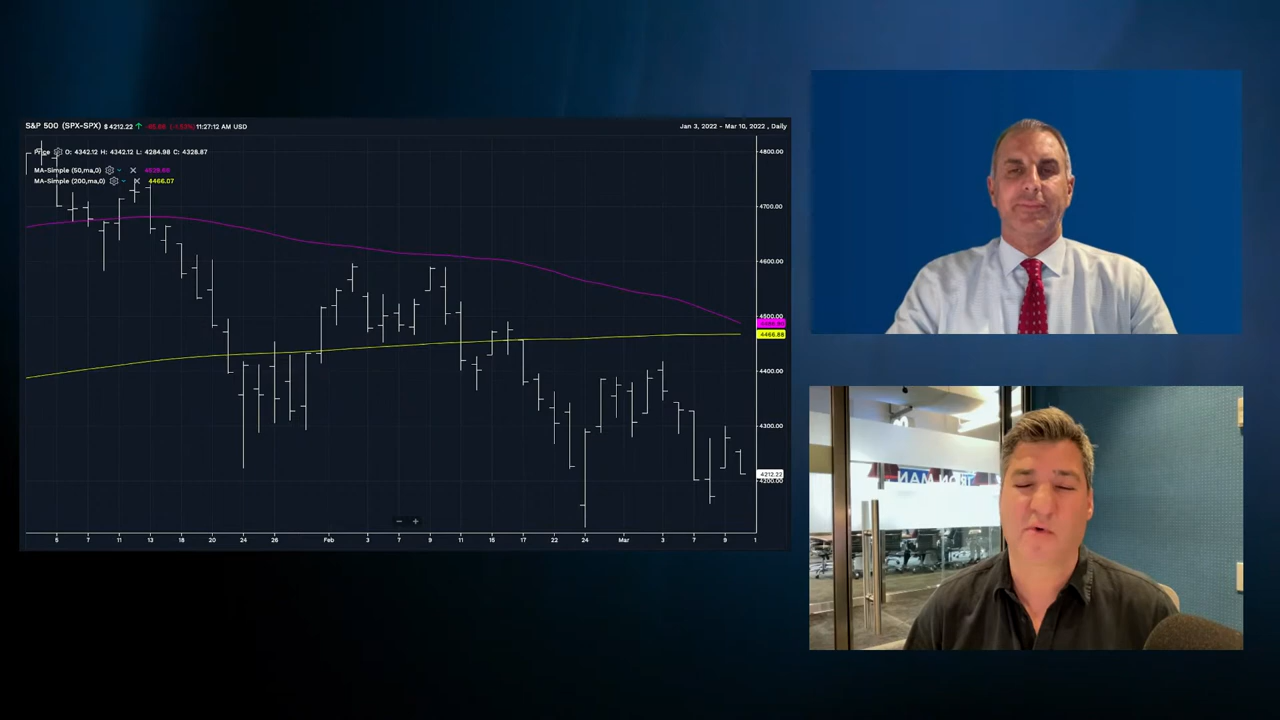 S&P 500 (SPX-SPX) $ 4212.22 11:27:12 AM USD
Jan 3, 2022 - Mar 10, 2022 , Daily
Price O: 4342.12 H: 4342.12 L: 4284.98 C: 4328.87
MA-Simple (50,ma,0)
MA-Simple (200,ma,0) 4466.07
4800.00
4700.00
4600.00
4500.00
4466.88
4400.00
4300.00
4212.22
4200.00
5 7 11 13 18 20 24 26 Feb 3 7 9 11 15 17 22 24 Mar 3 7 9 1
IRON MAN